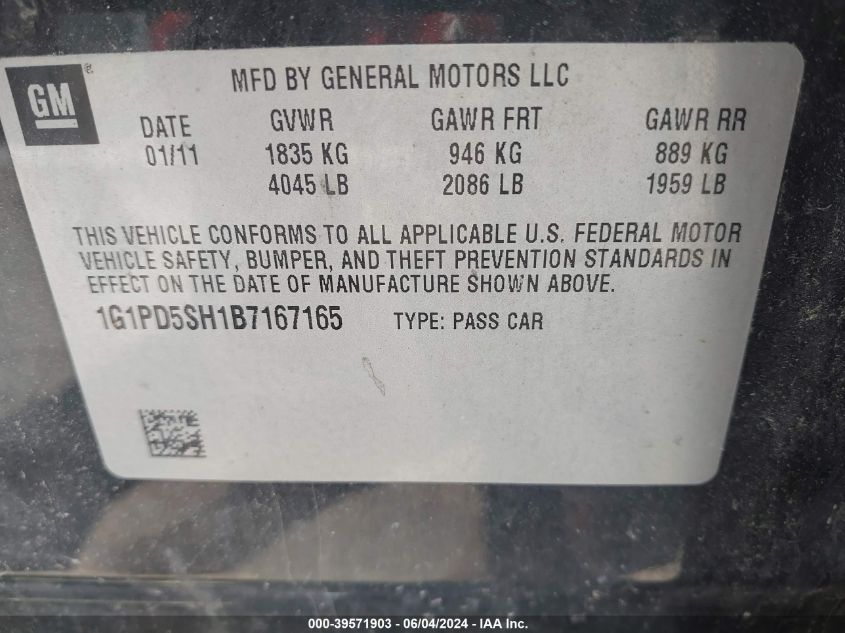 GM®
MFD BY GENERAL MOTORS LLC
DATE GVWR GAWR FRT GAWR RR
01/11 1835 KG 946 KG 889 KG
4045 LB 2086 LB 1959 LB
THIS VEHICLE CONFORMS TO ALL APPLICABLE U.S. FEDERAL MOTOR
VEHICLE SAFETY, BUMPER, AND THEFT PREVENTION STANDARDS IN
EFFECT ON THE DATE OF MANUFACTURE SHOWN ABOVE.
1G1PD5SH1B7167165 TYPE: PASS CAR
000-39571903 - 06/04/2024 - IAA Inc.